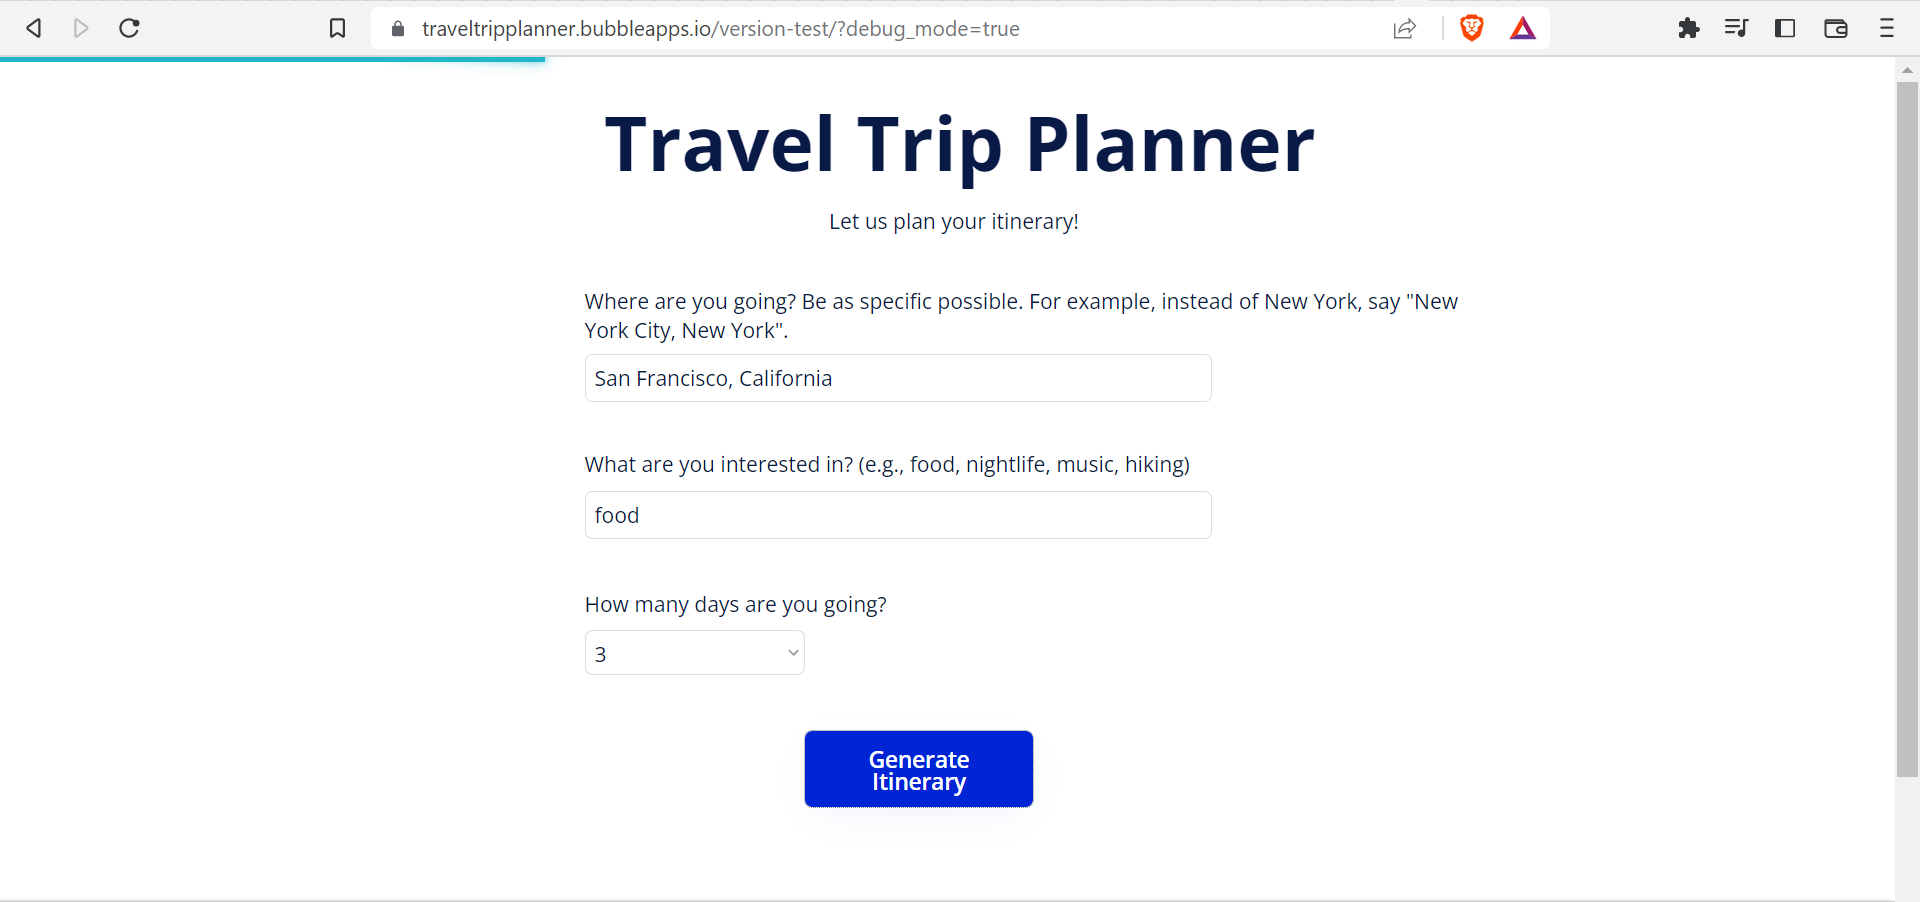 traveltripplanner.bubbleapps.io/version-test/?debug_mode=true
Travel Trip Planner
Let us plan your itinerary!
Where are you going? Be as specific possible. For example, instead of New York, say "New
York City, New York".
San Francisco, California
What are you interested in? (e.g., food, nightlife, music, hiking)
food
How many days are you going?
3
Generate
Itinerary